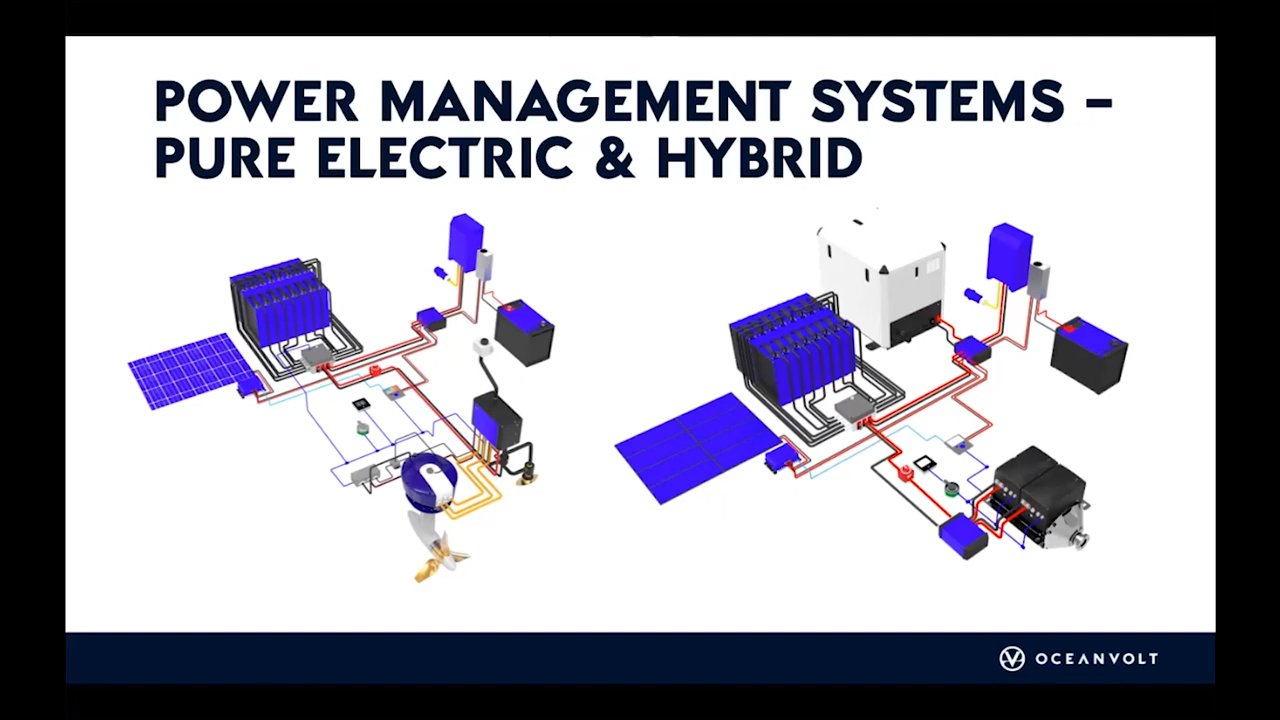 POWER MANAGEMENT SYSTEMS –
PURE ELECTRIC & HYBRID
OCEANVOLT